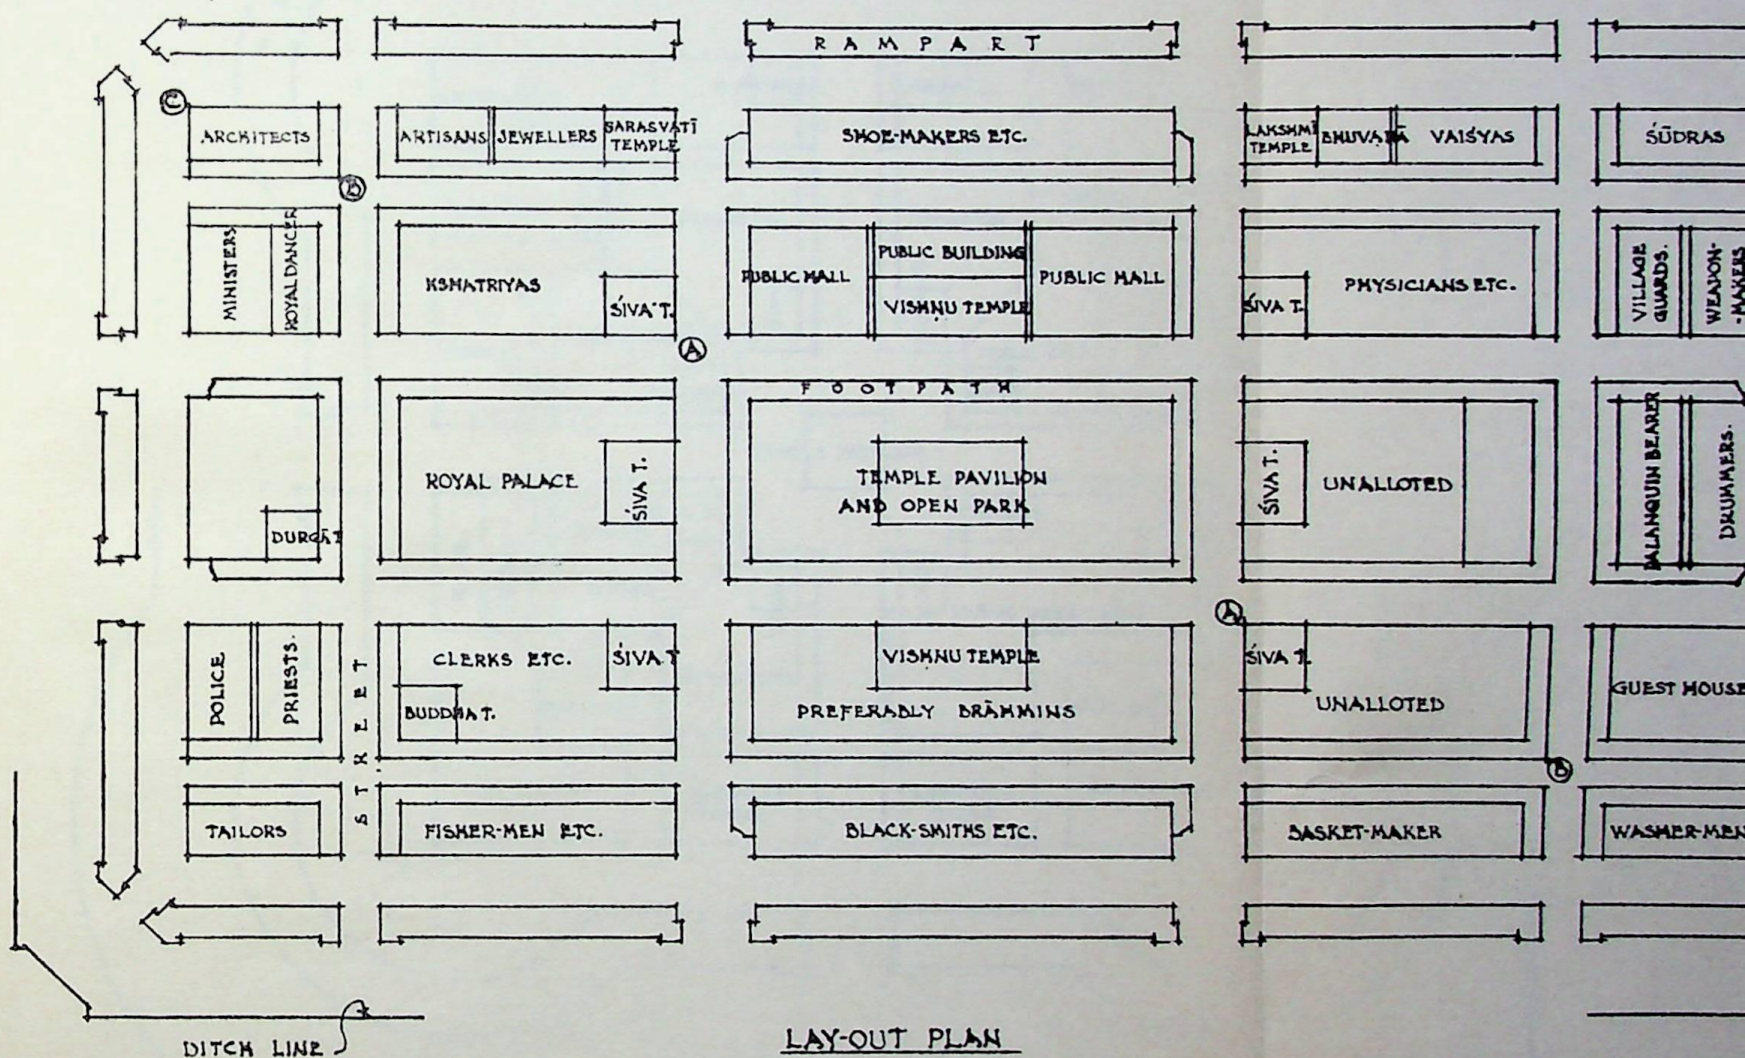 RAMPART
C
ARCHITECTS
ARTISANS
JEWELLERS
SARASVATĪ
TEMPLE
SHOE-MAKERS ETC.
LAKSHMĪ
TEMPLE
BHUVARĀ
VAIŚYAS
ŚŪDRAS
B
MINISTERS
ROYAL DANCER
KSHATRIYAS
ŚIVA T.
PUBLIC HALL
PUBLIC BUILDING
VISHṆU TEMPLE
PUBLIC HALL
ŚIVA T.
PHYSICIANS ETC.
VILLAGE
GUARDS.
WEAPON-
-MAKERS
A
FOOTPATH
DURGĀ T
ROYAL PALACE
ŚIVA T.
TEMPLE PAVILION
AND OPEN PARK
ŚIVA T.
UNALLOTED
PALANQUIN BEARER
DRUMMERS.
A
POLICE
PRIESTS.
STREET
CLERKS ETC.
ŚIVA T
BUDDHA T.
VISHNU TEMPLE
PREFERABLY BRĀHMINS
ŚIVA T.
UNALLOTED
GUEST HOUSE
B
TAILORS
FISHER-MEN ETC.
BLACK-SMITHS ETC.
BASKET-MAKER
WASHER-MEN
DITCH LINE
LAY-OUT PLAN